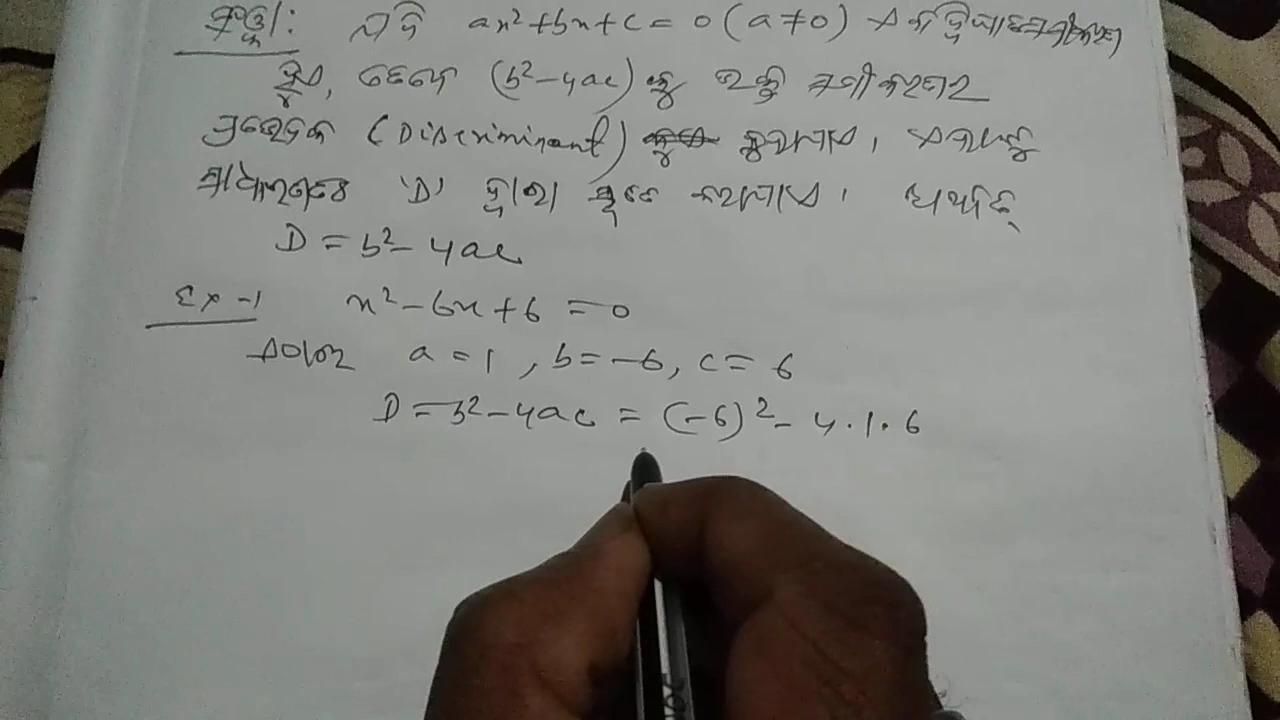 ସଂଜ୍ଞା: ଯଦି ax² + bx + c = 0 (a ≠ 0) ଏକ ଦ୍ୱିଘାତ ସମୀକରଣ
ହୁଏ, ତେବେ (b² - 4ac) କୁ ଉକ୍ତ ସମୀକରଣର
ପ୍ରଭେଦକ (Discriminant) କୁହାଯାଏ । ଏହାକୁ
ସାଧାରଣତଃ 'D' ଦ୍ୱାରା ସୂଚିତ କରାଯାଏ । ଅର୍ଥାତ୍
D = b² - 4ac
Ex -1 x² - 6x + 6 = 0
ଏଠାରେ a = 1, b = -6, c = 6
D = b² - 4ac = (-6)² - 4.1.6